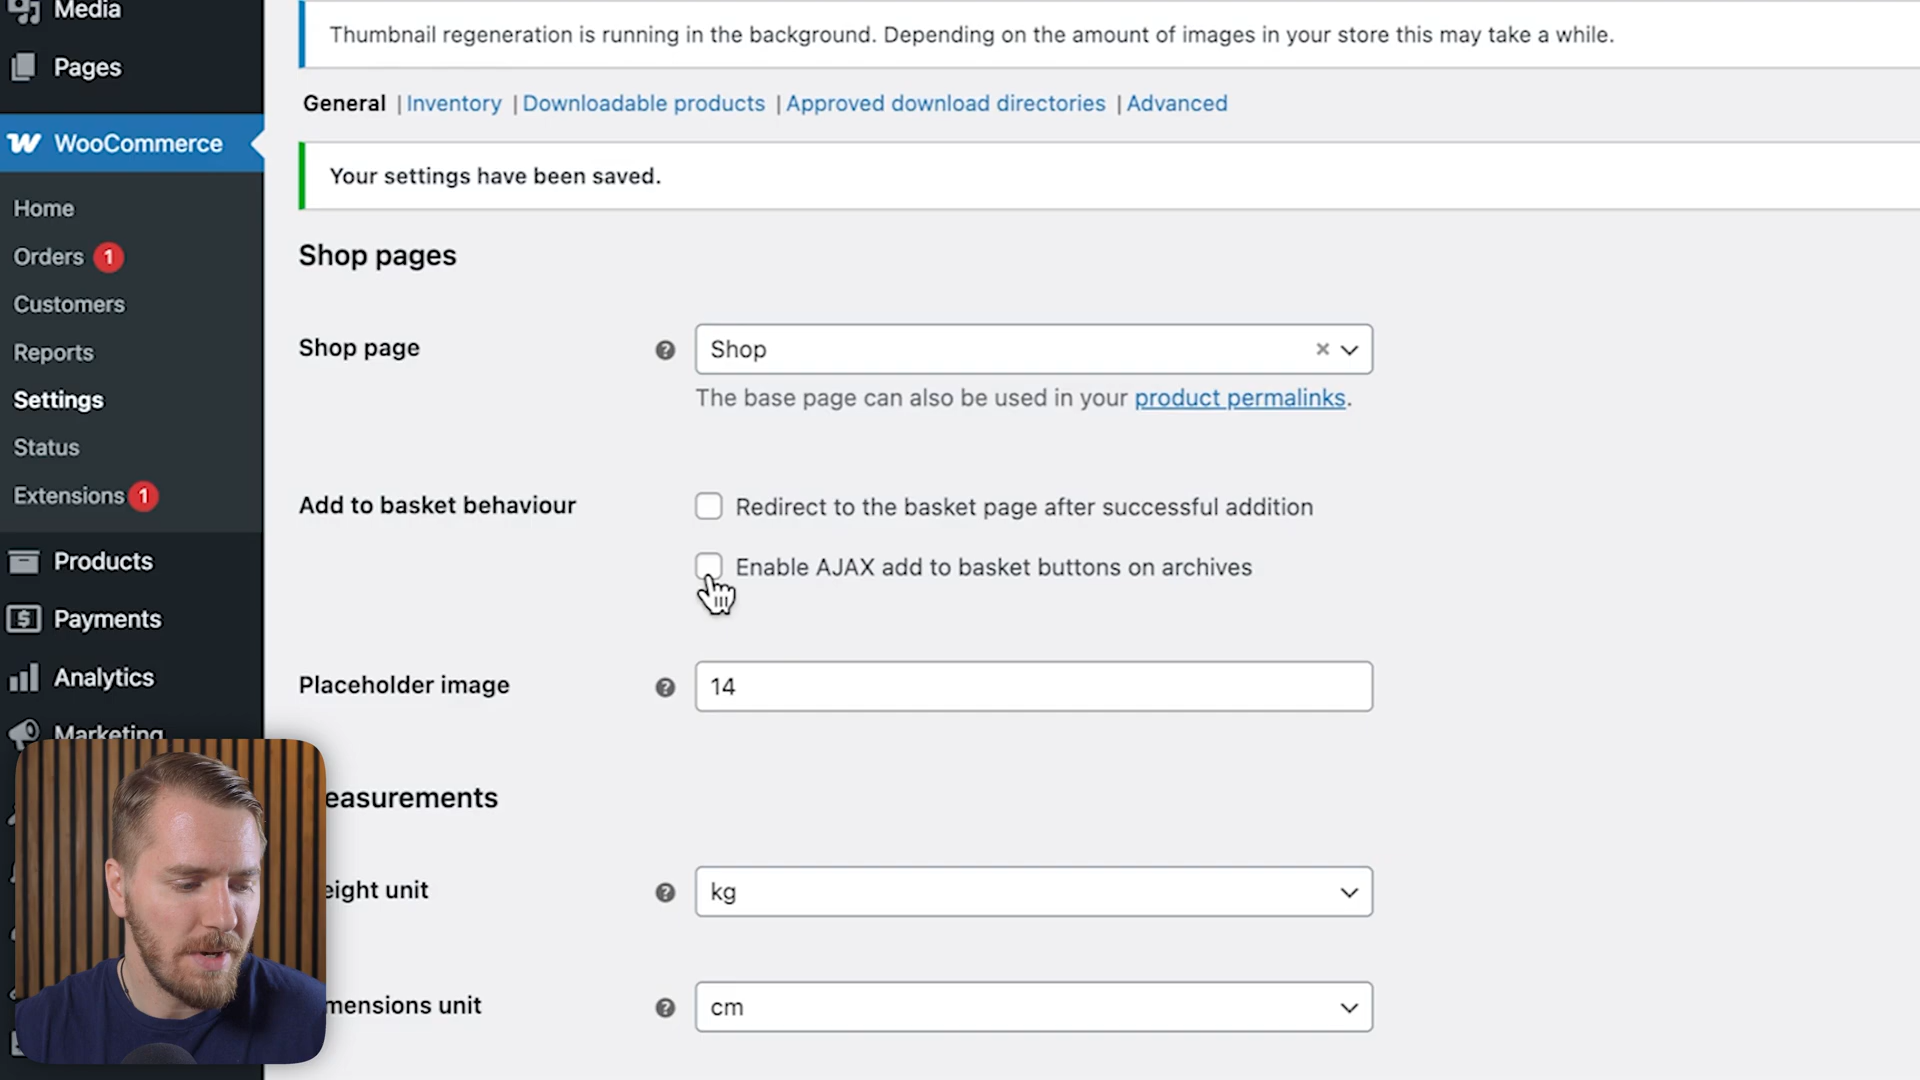 Media
Pages
WooCommerce
Home
Orders 1
Customers
Reports
Settings
Status
Extensions 1
Products
Payments
Analytics
Marketing
Thumbnail regeneration is running in the background. Depending on the amount of images in your store this may take a while.
General | Inventory | Downloadable products | Approved download directories | Advanced
Your settings have been saved.
Shop pages
Shop page
Shop
The base page can also be used in your product permalinks.
Add to basket behaviour
Redirect to the basket page after successful addition
Enable AJAX add to basket buttons on archives
Placeholder image
14
easurements
eight unit
kg
mensions unit
cm